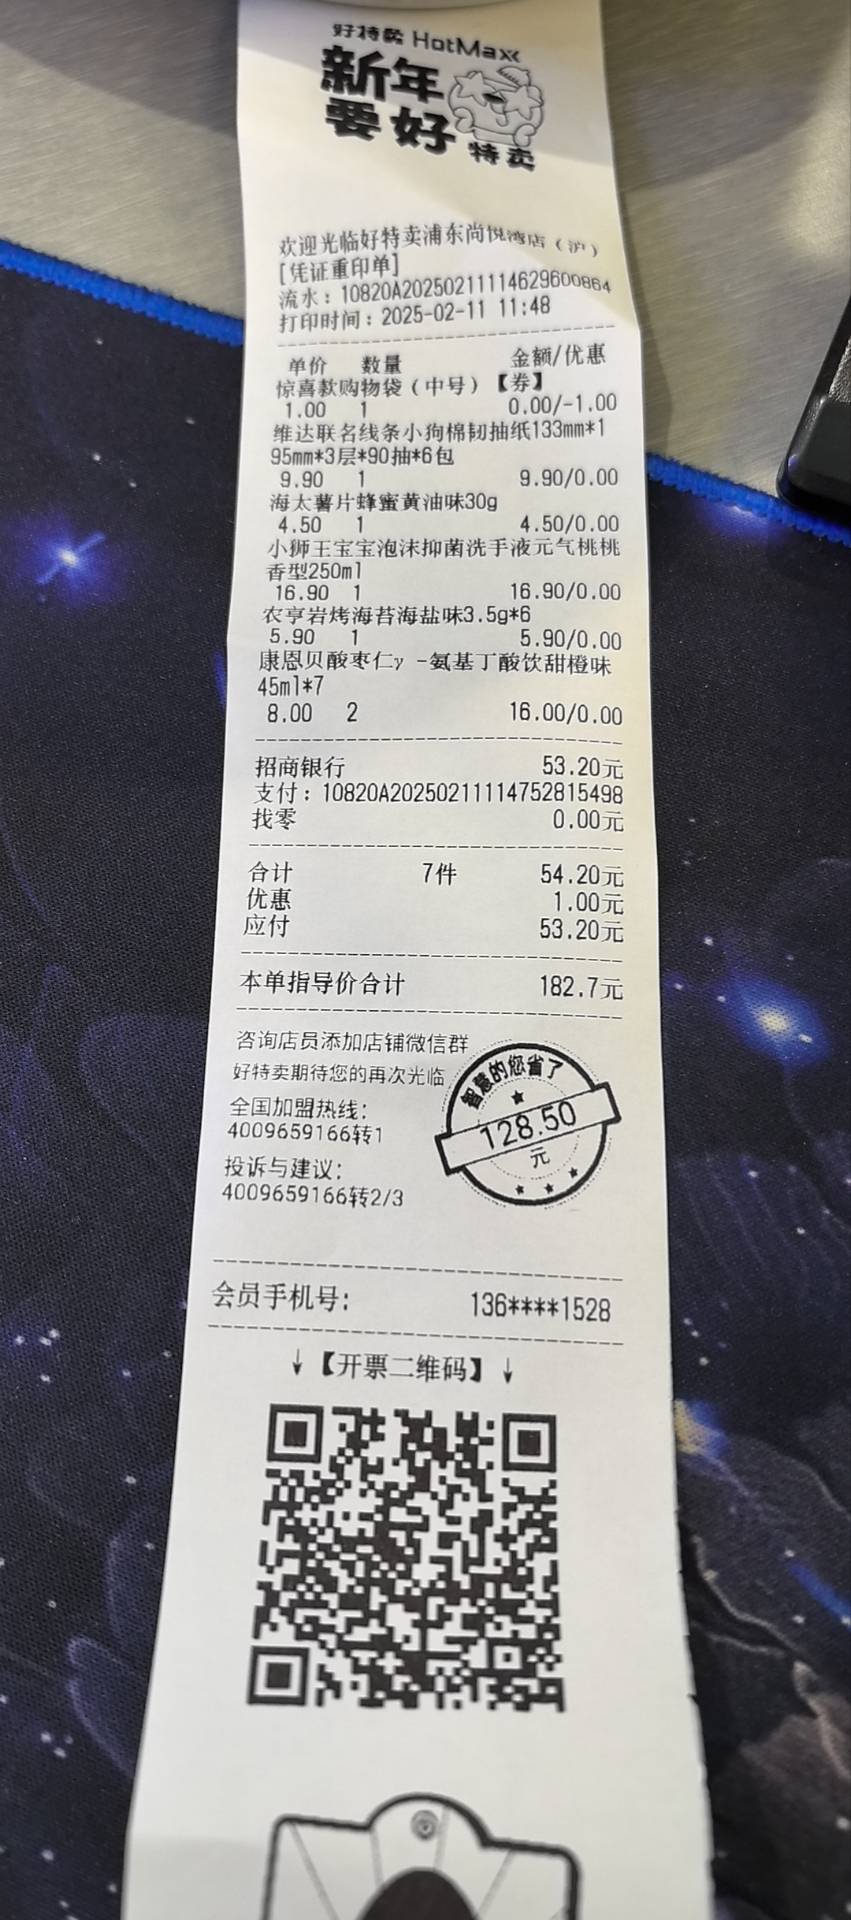 好特卖 HotMaxx
新年
要好特卖
欢迎光临好特卖浦东尚悦湾店（沪）
[凭证重印单]
流水：10820A20250211114629600864
打印时间：2025-02-11 11:48
单价 数量 金额/优惠
惊喜款购物袋（中号）【券】
1.00 1 0.00/-1.00
维达联名线条小狗棉韧抽纸133mm*1
95mm*3层*90抽*6包
9.90 1 9.90/0.00
海太薯片蜂蜜黄油味30g
4.50 1 4.50/0.00
小狮王宝宝泡沫抑菌洗手液元气桃桃
香型250ml
16.90 1 16.90/0.00
农亨岩烤海苔海盐味3.5g*6
5.90 1 5.90/0.00
康恩贝酸枣仁γ -氨基丁酸饮甜橙味
45ml*7
8.00 2 16.00/0.00
招商银行 53.20元
支付：10820A20250211114752815498
找零 0.00元
合计 7件 54.20元
优惠 1.00元
应付 53.20元
本单指导价合计 182.7元
咨询店员添加店铺微信群
好特卖期待您的再次光临
全国加盟热线：
4009659166转1
投诉与建议：
4009659166转2/3
智慧的您省了
128.50
元
会员手机号： 136****1528
↓【开票二维码】↓